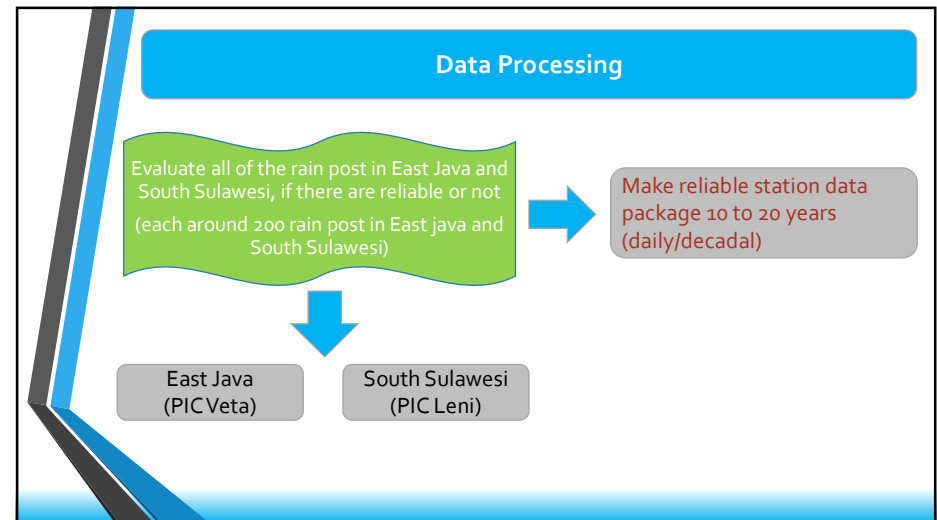 Data Processing
Evaluate all of the rain post in East Java and
South Sulawesi, if there are reliable or not
(each around 200 rain post in East java and
South Sulawesi)
Make reliable station data
package 10 to 20 years
(daily/decadal)
East Java
(PIC Veta)
South Sulawesi
(PIC Leni)